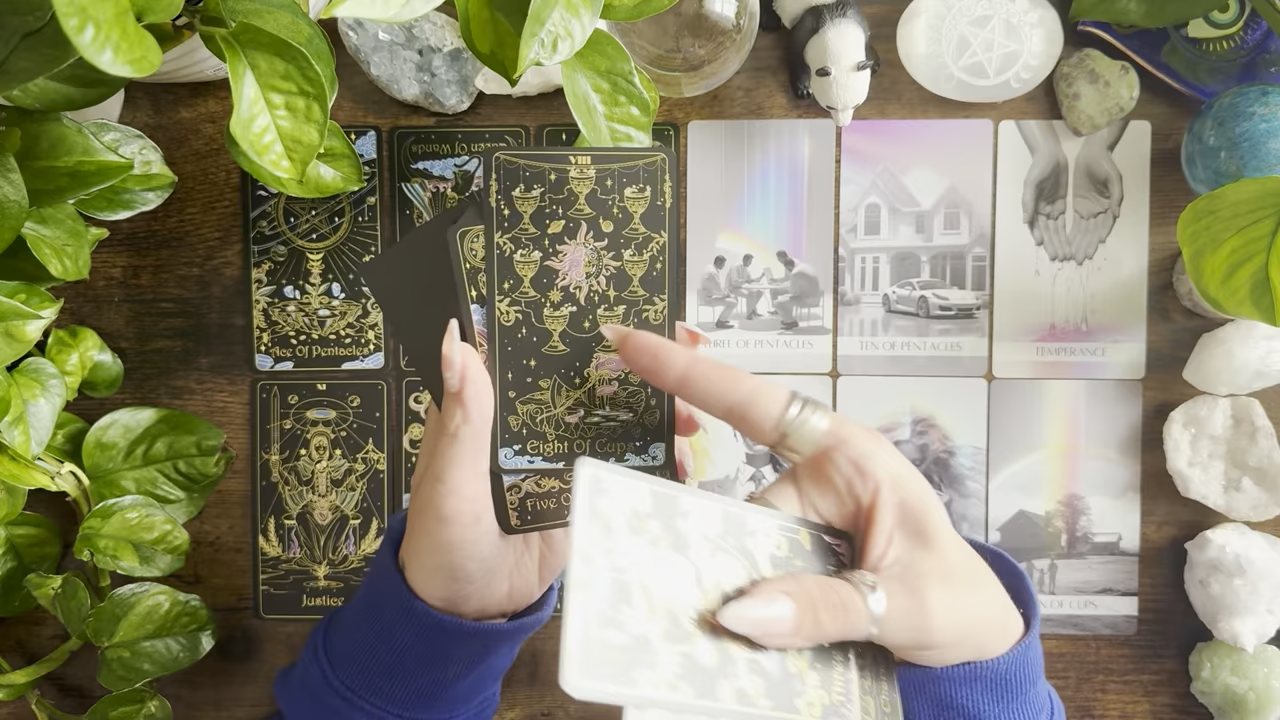 Queen Of Wands
VIII
Ace Of Pentacles
THREE OF PENTACLES
TEN OF PENTACLES
TEMPERANCE
Eight Of Cups
Five O
Justice
N OF CUPS